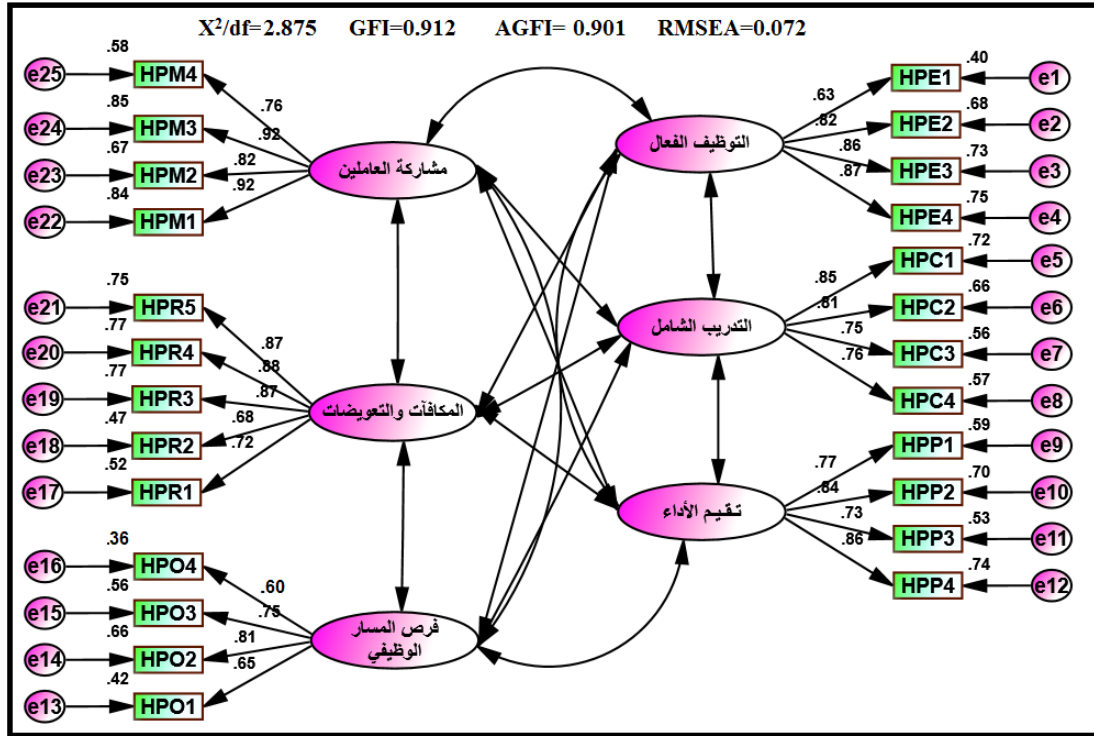 X²/df=2.875 GFI=0.912 AGFI= 0.901 RMSEA=0.072
.58
e25 HPM4
.76
.85
e24 HPM3
.92
.67
e23 HPM2
.82
.84
e22 HPM1
.92
مشاركة العاملين
.75
e21 HPR5
.87
.77
e20 HPR4
.88
.77
e19 HPR3
.87
.47
e18 HPR2
.68
.52
e17 HPR1
.72
المكافآت والتعويضات
.36
e16 HPO4
.60
.56
e15 HPO3
.75
.66
e14 HPO2
.81
.42
e13 HPO1
.65
فرص المسار
الوظيفي
التوظيف الفعال
.63
HPE1 .40 e1
.82
HPE2 .68 e2
.86
HPE3 .73 e3
.87
HPE4 .75 e4
التدريب الشامل
.85
HPC1 .72 e5
.81
HPC2 .66 e6
.75
HPC3 .56 e7
.76
HPC4 .57 e8
تقييم الأداء
.77
HPP1 .59 e9
.84
HPP2 .70 e10
.73
HPP3 .53 e11
.86
HPP4 .74 e12